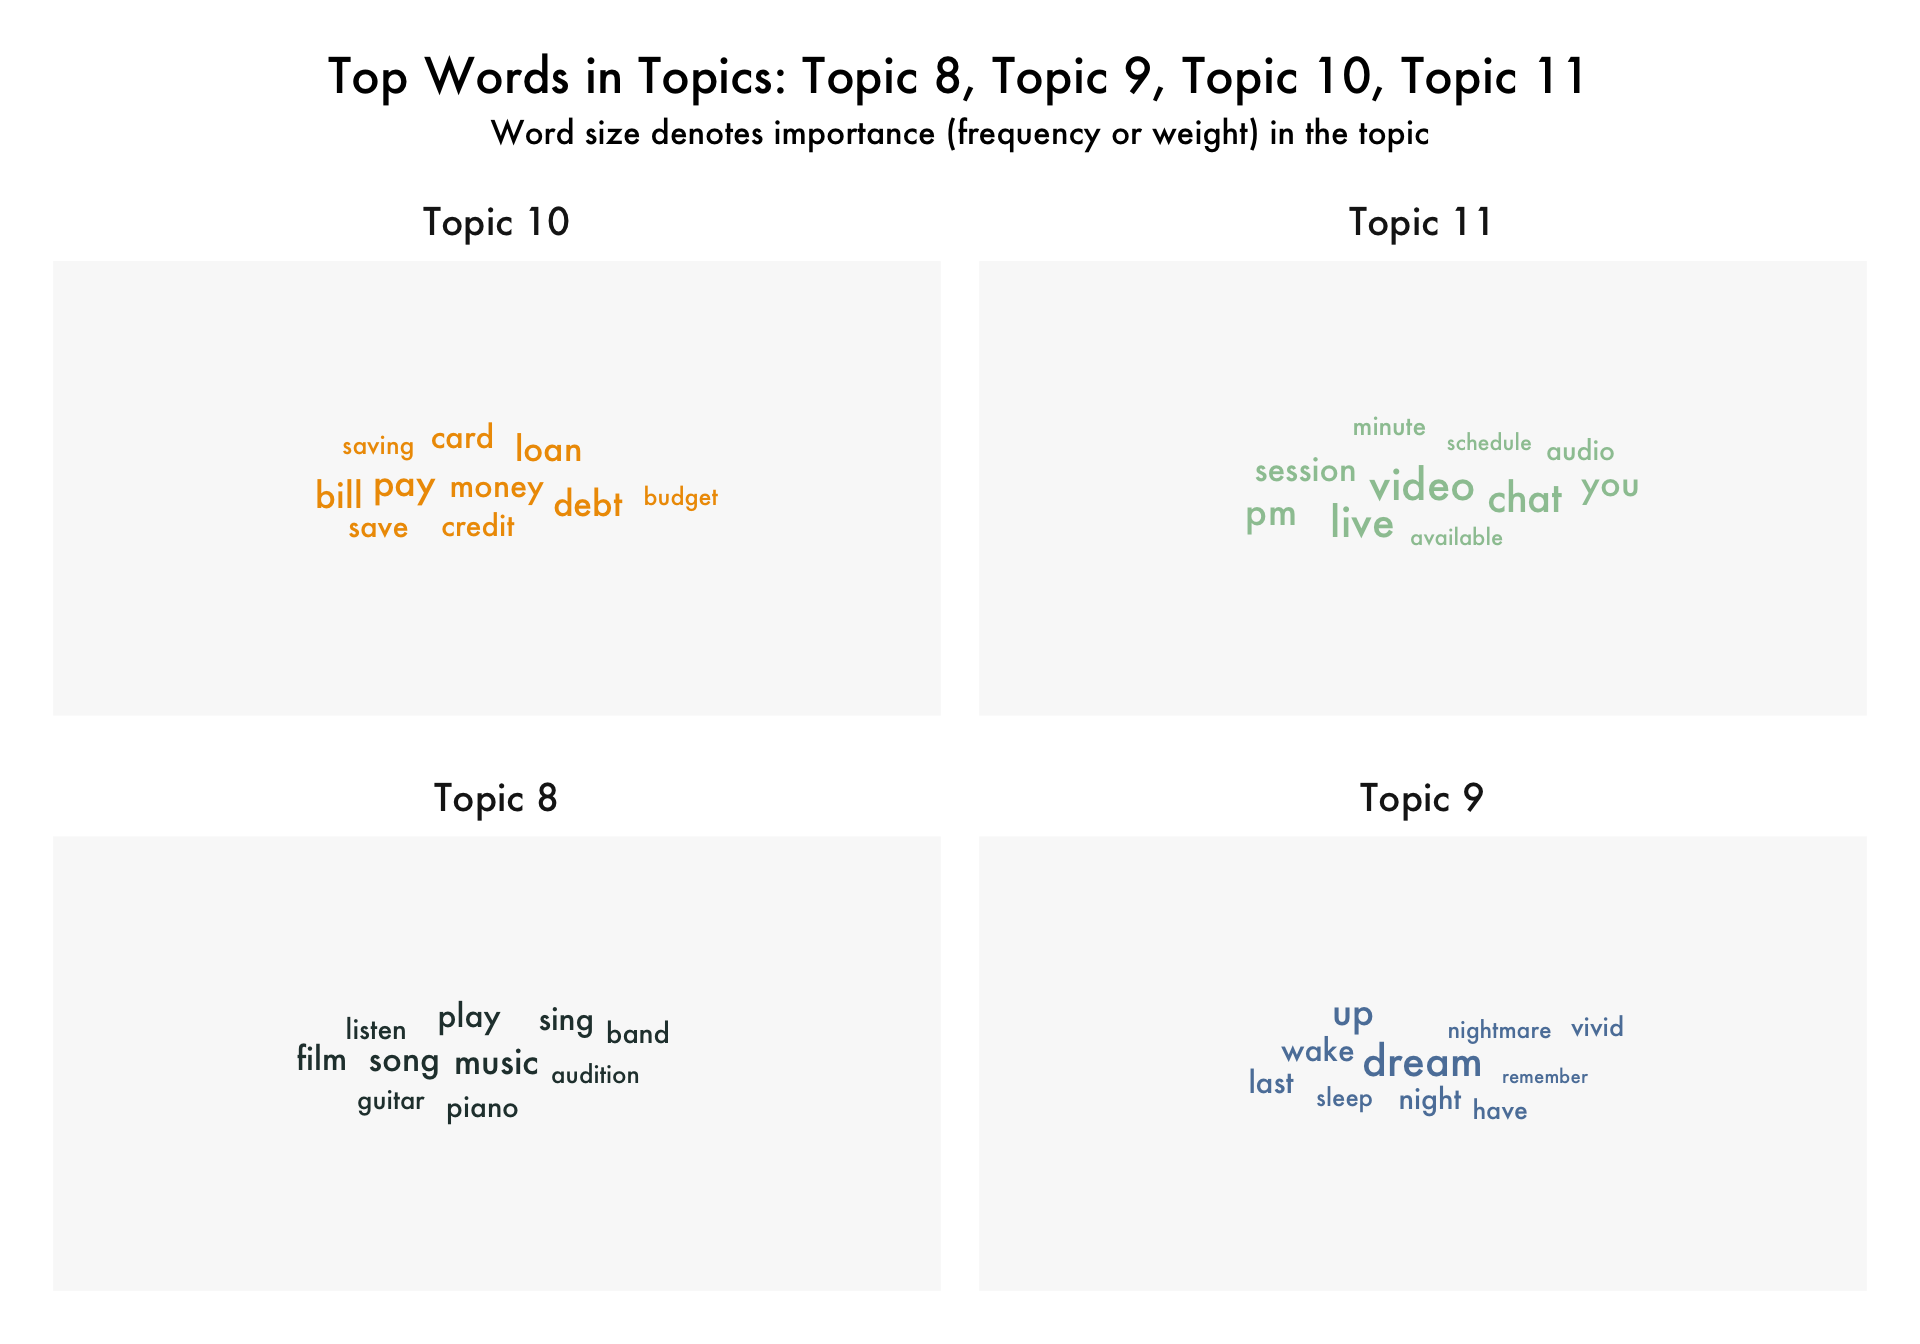 Top Words in Topics: Topic 8, Topic 9, Topic 10, Topic 11
Word size denotes importance (frequency or weight) in the topic
Topic 10
saving card loan
bill pay money debt budget
save credit
Topic 11
minute schedule audio
session video chat you
pm live available
Topic 8
listen play sing band
film song music audition
guitar piano
Topic 9
up nightmare vivid
wake dream remember
last sleep night have